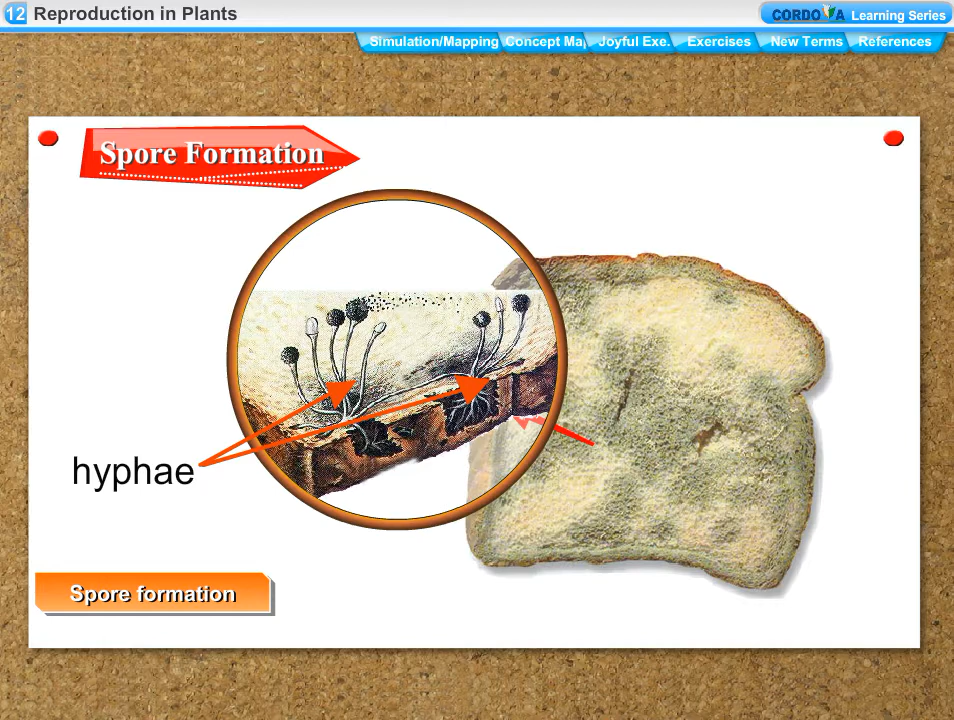 12 Reproduction in Plants
CORDOVA Learning Series
Simulation/Mapping Concept Ma Joyful Exe. Exercises New Terms References
Spore Formation
hyphae
Spore formation